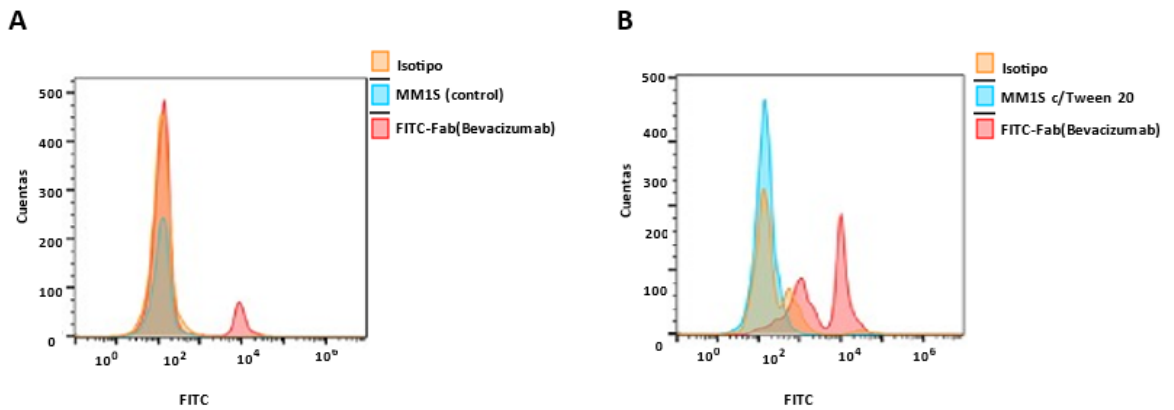 A
B
Isotipo
MM1S (control)
FITC-Fab(Bevacizumab)
500
400
300
200
100
0
Cuentas
10⁰
10²
10⁴
10⁶
FITC
Isotipo
MM1S c/Tween 20
FITC-Fab(Bevacizumab)
500
400
300
200
100
0
Cuentas
10⁰
10²
10⁴
10⁶
FITC